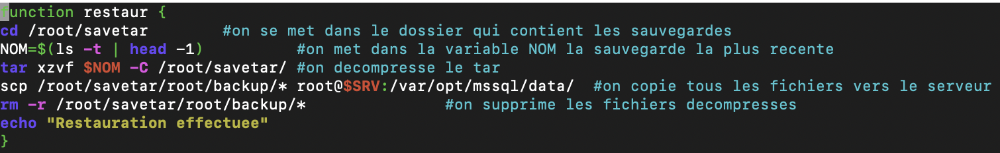 function restaur {
cd /root/savetar #on se met dans le dossier qui contient les sauvegardes
NOM=$(ls -t | head -1) #on met dans la variable NOM la sauvegarde la plus recente
tar xzvf $NOM -C /root/savetar/ #on decompresse le tar
scp /root/savetar/root/backup/* root@$SRV:/var/opt/mssql/data/ #on copie tous les fichiers vers le serveur
rm -r /root/savetar/root/backup/* #on supprime les fichiers decompresses
echo "Restauration effectuee"
}